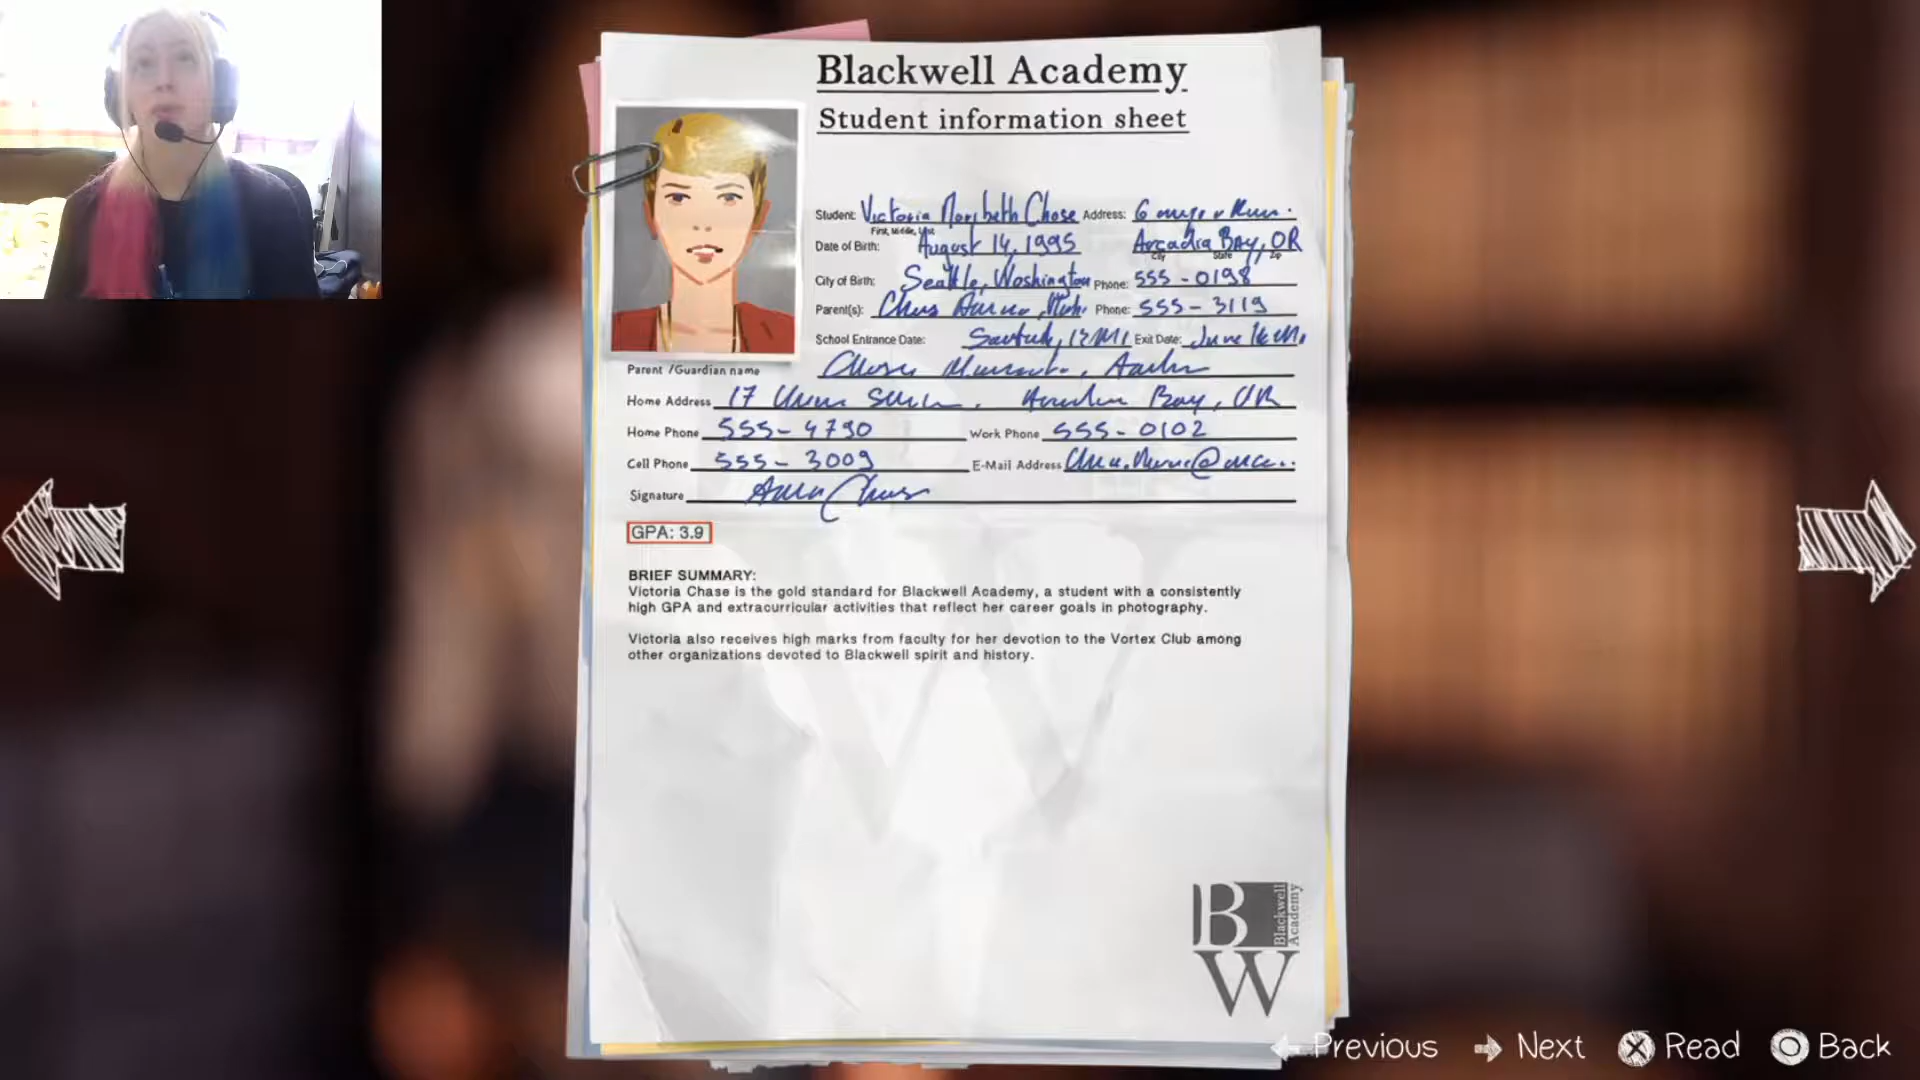 Blackwell Academy
Student information sheet
Student: Victoria Maribeth Chase Address:
First, Middle, Last
Date of Birth: August 14, 1995 Arcadia Bay, OR
City State Zip
City of Birth: Seattle, Washington Phone: 555-0198
Parent(s): Phone: 555-3119
School Entrance Date: Exit Date: June
Parent /Guardian name
Home Address 17 Bay, OR
Home Phone 555-4790 Work Phone 555-0102
Cell Phone 555-3009 E-Mail Address
Signature
GPA: 3.9
BRIEF SUMMARY:
Victoria Chase is the gold standard for Blackwell Academy, a student with a consistently
high GPA and extracurricular activities that reflect her career goals in photography.
Victoria also receives high marks from faculty for her devotion to the Vortex Club among
other organizations devoted to Blackwell spirit and history.
B
Blackwell
Academy
W
Previous Next Read Back